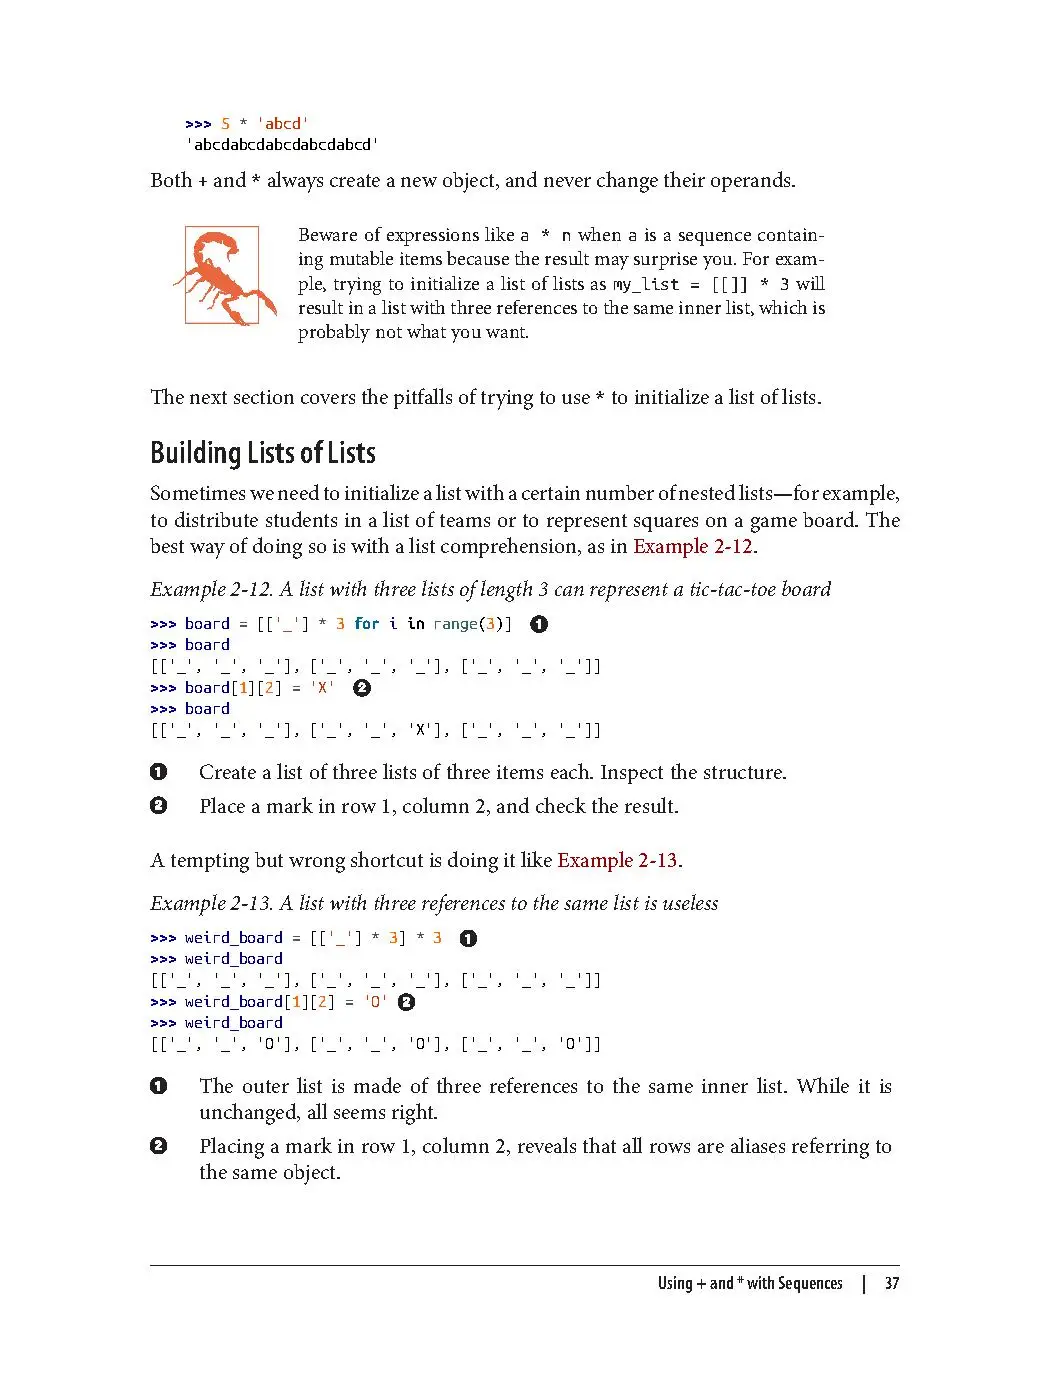 >>> 5 * 'abcd'
'abcdabcdabcdabcdabcd'
Both + and * always create a new object, and never change their operands.
Beware of expressions like a * n when a is a sequence contain-
ing mutable items because the result may surprise you. For exam-
ple, trying to initialize a list of lists as my_list = [[]] * 3 will
result in a list with three references to the same inner list, which is
probably not what you want.
The next section covers the pitfalls of trying to use * to initialize a list of lists.
Building Lists of Lists
Sometimes we need to initialize a list with a certain number of nested lists—for example,
to distribute students in a list of teams or to represent squares on a game board. The
best way of doing so is with a list comprehension, as in Example 2-12.
Example 2-12. A list with three lists of length 3 can represent a tic-tac-toe board
>>> board = [['_'] * 3 for i in range(3)] ❶
>>> board
[['_', '_', '_'], ['_', '_', '_'], ['_', '_', '_']]
>>> board[1][2] = 'X' ❷
>>> board
[['_', '_', '_'], ['_', '_', 'X'], ['_', '_', '_']]
❶ Create a list of three lists of three items each. Inspect the structure.
❷ Place a mark in row 1, column 2, and check the result.
A tempting but wrong shortcut is doing it like Example 2-13.
Example 2-13. A list with three references to the same list is useless
>>> weird_board = [['_'] * 3] * 3 ❶
>>> weird_board
[['_', '_', '_'], ['_', '_', '_'], ['_', '_', '_']]
>>> weird_board[1][2] = 'O' ❷
>>> weird_board
[['_', '_', 'O'], ['_', '_', 'O'], ['_', '_', 'O']]
❶ The outer list is made of three references to the same inner list. While it is
unchanged, all seems right.
❷ Placing a mark in row 1, column 2, reveals that all rows are aliases referring to
the same object.
Using + and * with Sequences | 37